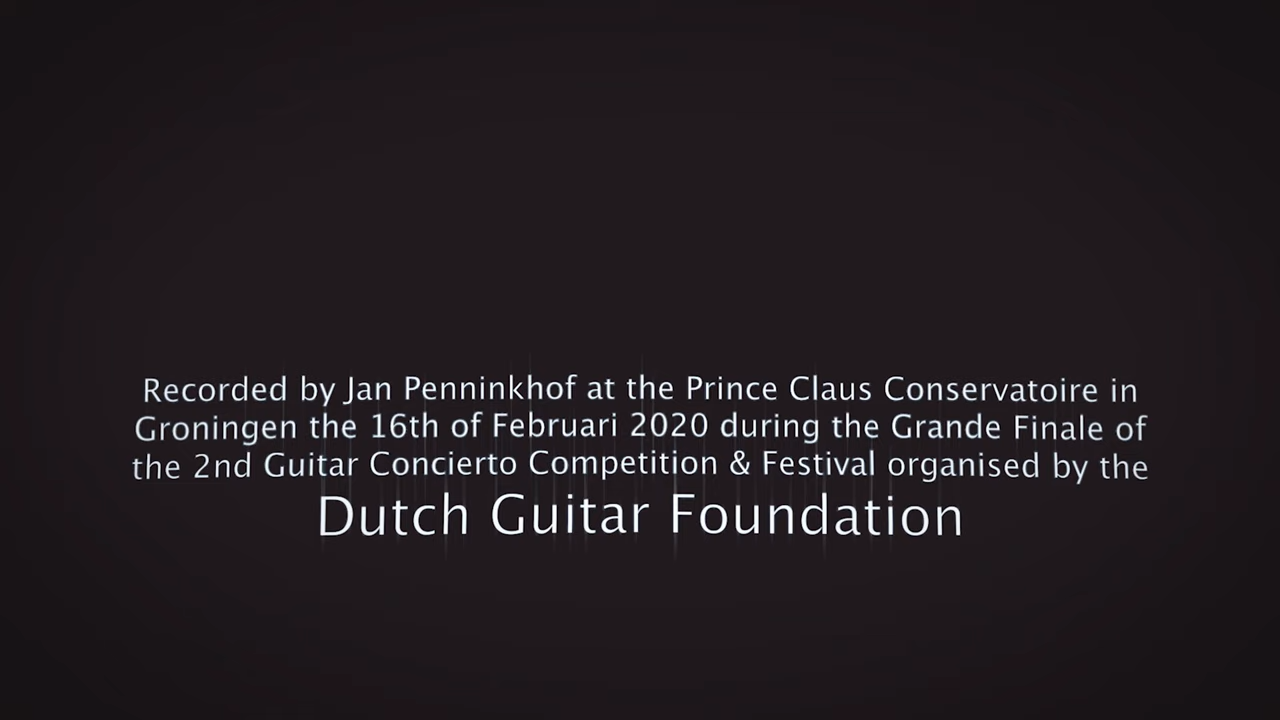 Recorded by Jan Penninkhof at the Prince Claus Conservatoire in
Groningen the 16th of Februari 2020 during the Grande Finale of
the 2nd Guitar Concierto Competition & Festival organised by the
Dutch Guitar Foundation